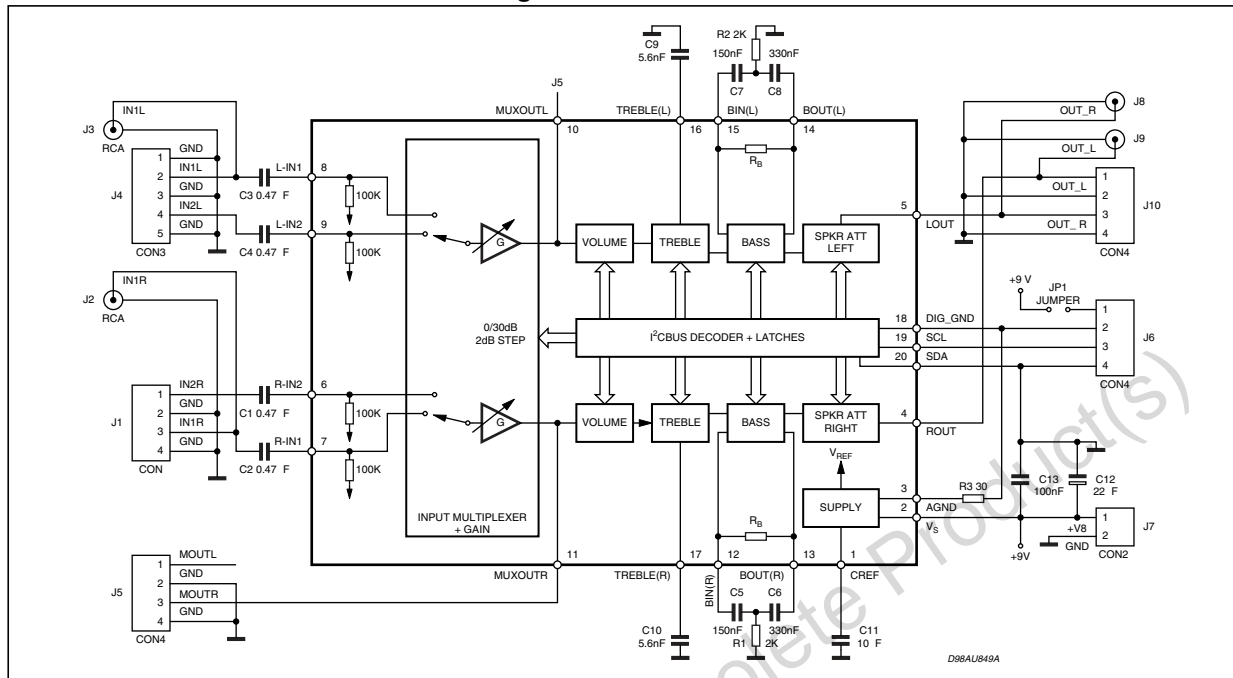 C9
5.6nF
R2 2K
150nF
330nF
C7
C8
J5
MUXOUTL
TREBLE(L)
BIN(L)
BOUT(L)
10
16
15
14
IN1L
J3
RCA
GND
IN1L
GND
IN2L
GND
1
2
3
4
5
J4
CON3
L-IN1
C3 0.47 F
L-IN2
C4 0.47 F
8
9
100K
100K
G
VOLUME
TREBLE
BASS
SPKR ATT
LEFT
RB
5
LOUT
J8
OUT_R
J9
OUT_L
OUT_L
OUT_ R
1
2
3
4
J10
CON4
IN1R
J2
RCA
0/30dB
2dB STEP
I2CBUS DECODER + LATCHES
18
DIG_GND
19
SCL
20
SDA
+9 V
JP1
JUMPER
1
2
3
4
J6
CON4
IN2R
GND
IN1R
GND
1
2
3
4
J1
CON
R-IN2
C1 0.47 F
R-IN1
C2 0.47 F
6
7
100K
100K
G
VOLUME
TREBLE
BASS
SPKR ATT
RIGHT
4
ROUT
VREF
SUPPLY
3
AGND
2
VS
R3 30
C13
100nF
C12
22 F
+V8
GND
1
2
J7
CON2
+9V
INPUT MULTIPLEXER
+ GAIN
RB
MOUTL
GND
MOUTR
GND
1
2
3
4
J5
CON4
11
MUXOUTR
17
TREBLE(R)
12
BIN(R)
13
BOUT(R)
1
CREF
C10
5.6nF
C5
C6
150nF
330nF
R1
2K
C11
10 F
D98AU849A